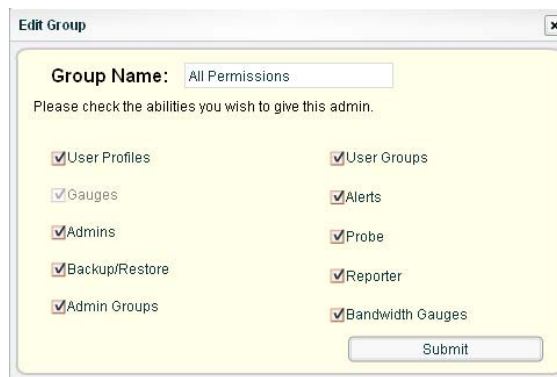 Edit Group
Group Name: All Permissions
Please check the abilities you wish to give this admin.
User Profiles
User Groups
Gauges
Alerts
Admins
Probe
Backup/Restore
Reporter
Admin Groups
Bandwidth Gauges
Submit